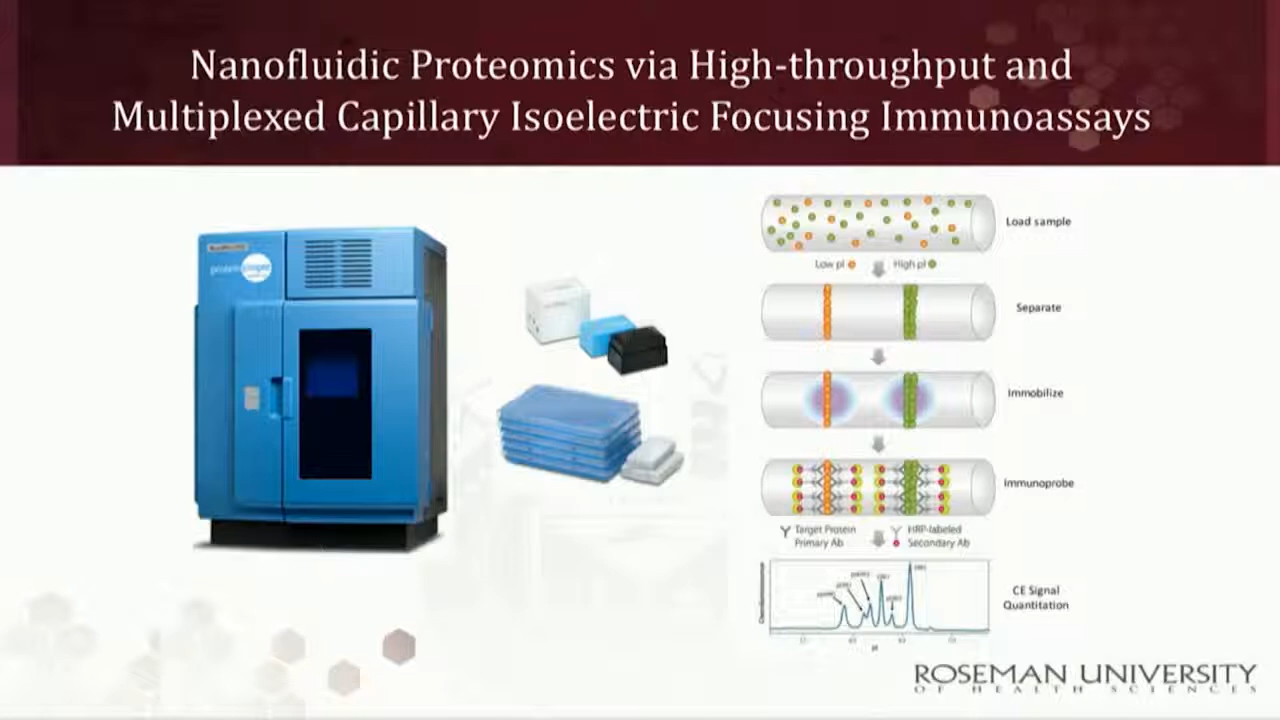 Nanofluidic Proteomics via High-throughput and
Multiplexed Capillary Isoelectric Focusing Immunoassays
Load sample
Low pI
High pI
Separate
Immobilize
Immunoprobe
Target Protein
Primary Ab
HRP-labeled
Secondary Ab
CE Signal
Quantitation
pI
ROSEMAN UNIVERSITY
OF HEALTH SCIENCES